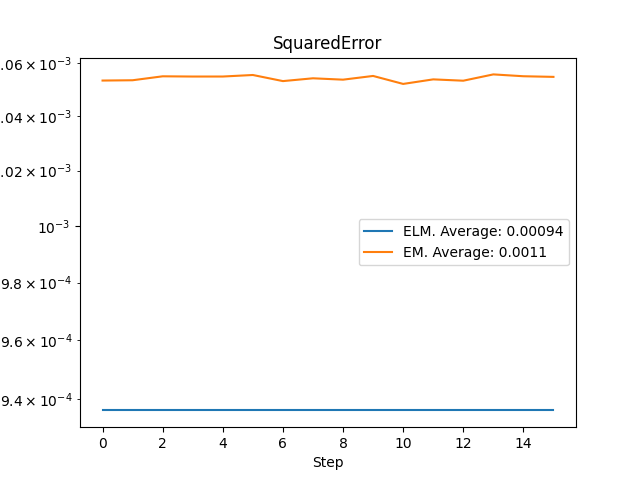 SquaredError
.06 × 10⁻³
.04 × 10⁻³
.02 × 10⁻³
10⁻³
9.8 × 10⁻⁴
9.6 × 10⁻⁴
9.4 × 10⁻⁴
ELM. Average: 0.00094
EM. Average: 0.0011
0 2 4 6 8 10 12 14
Step